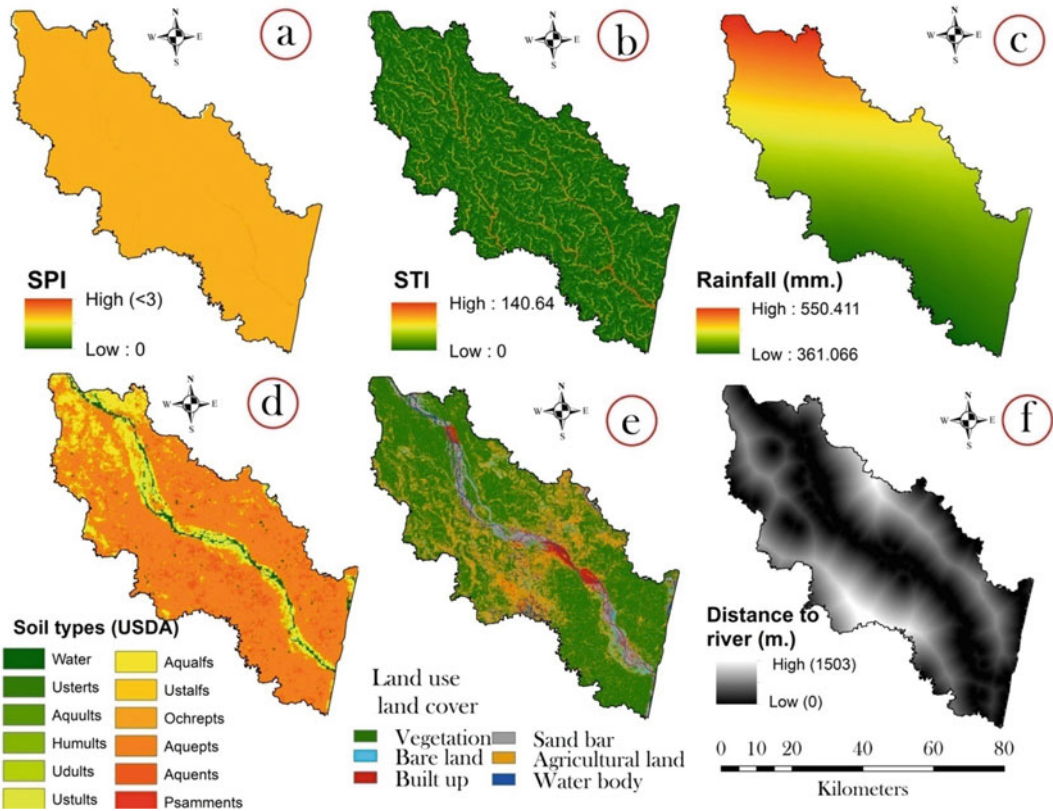 N
W E
S
a
SPI
High (<3)
Low : 0
N
W E
S
b
STI
High : 140.64
Low : 0
N
W E
S
c
Rainfall (mm.)
High : 550.411
Low : 361.066
N
W E
S
d
Soil types (USDA)
Water
Usterts
Aquults
Humults
Udults
Ustults
Aqualfs
Ustalfs
Ochrepts
Aquepts
Aquents
Psamments
N
W E
S
e
Land use
land cover
Vegetation
Bare land
Built up
Sand bar
Agricultural land
Water body
N
W E
S
f
Distance to
river (m.)
High (1503)
Low (0)
0 10 20 40 60 80
Kilometers